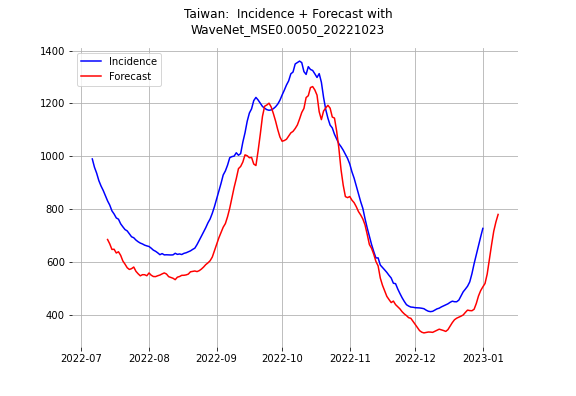 Taiwan:  Incidence + Forecast with
WaveNet_MSE0.0050_20221023
Incidence
Forecast
1400
1200
1000
800
600
400
2022-07 2022-08 2022-09 2022-10 2022-11 2022-12 2023-01